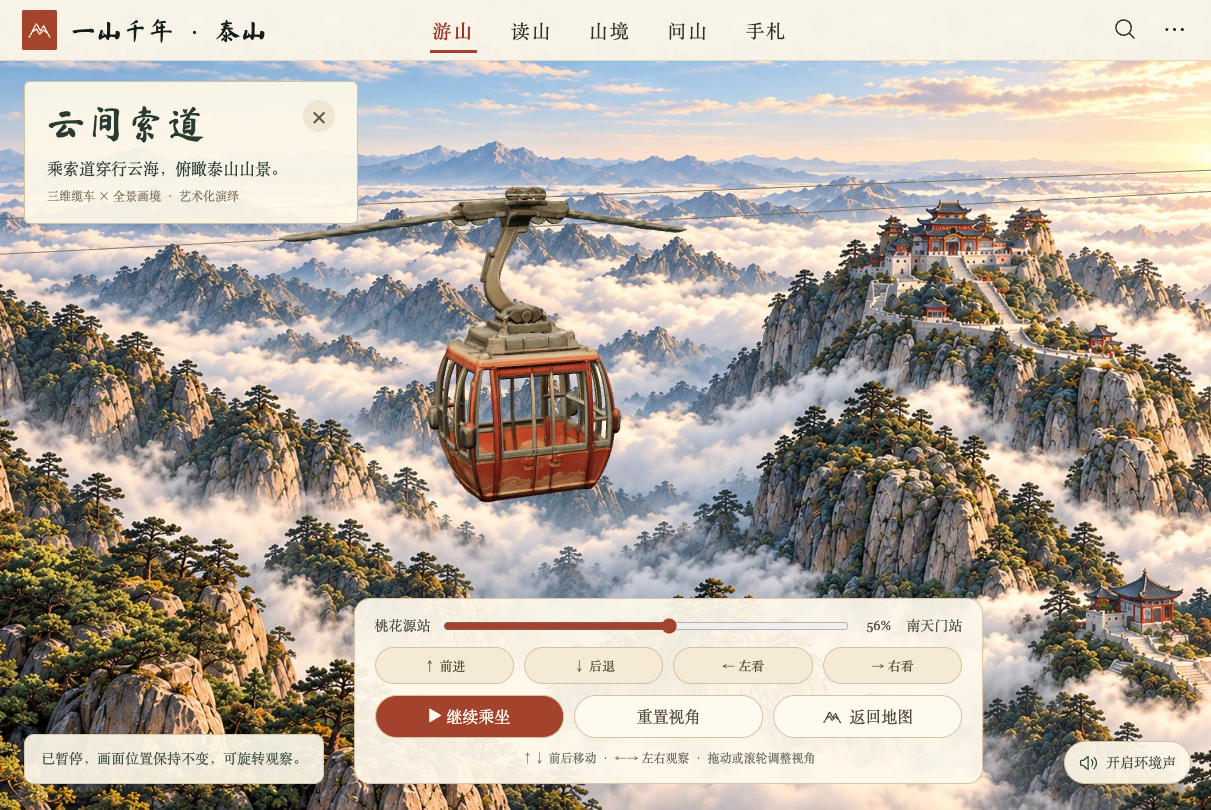 一山千年 · 泰山
游山 读山 山境 问山 手札
云间索道
乘索道穿行云海，俯瞰泰山山景。
三维缆车 × 全景画境 · 艺术化演绎
桃花源站 56% 南天门站
↑ 前进 ↓ 后退 ← 左看 → 右看
▶ 继续乘坐 重置视角 返回地图
↑ ↓ 前后移动 · ←→ 左右观察 · 拖动或滚轮调整视角
已暂停，画面位置保持不变，可旋转观察。
开启环境声